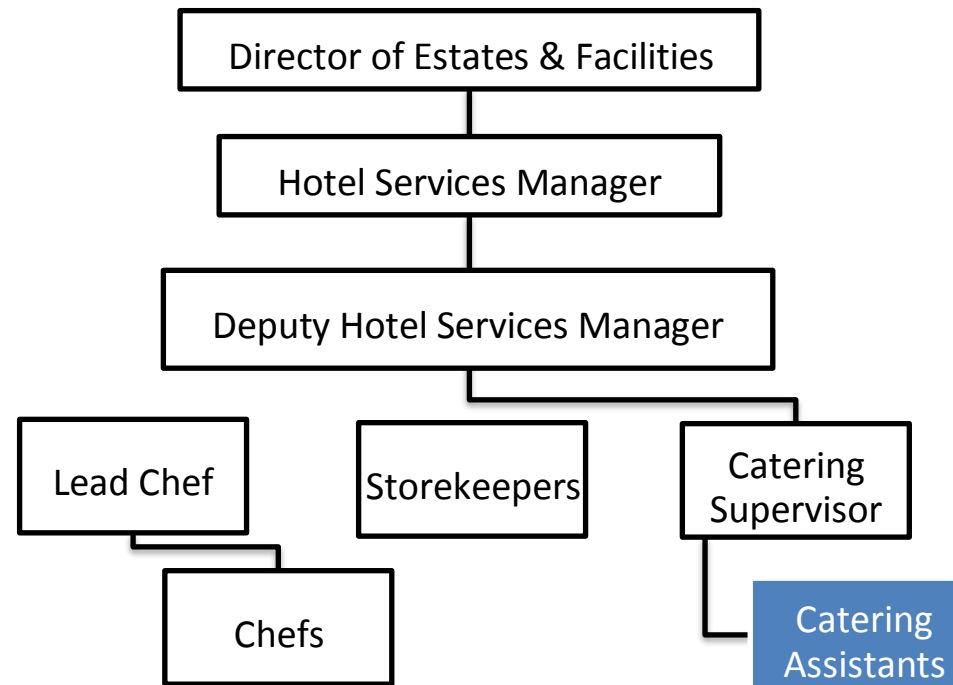 Director of Estates & Facilities
Hotel Services Manager
Deputy Hotel Services Manager
Lead Chef
Storekeepers
Catering
Supervisor
Chefs
Catering
Assistants